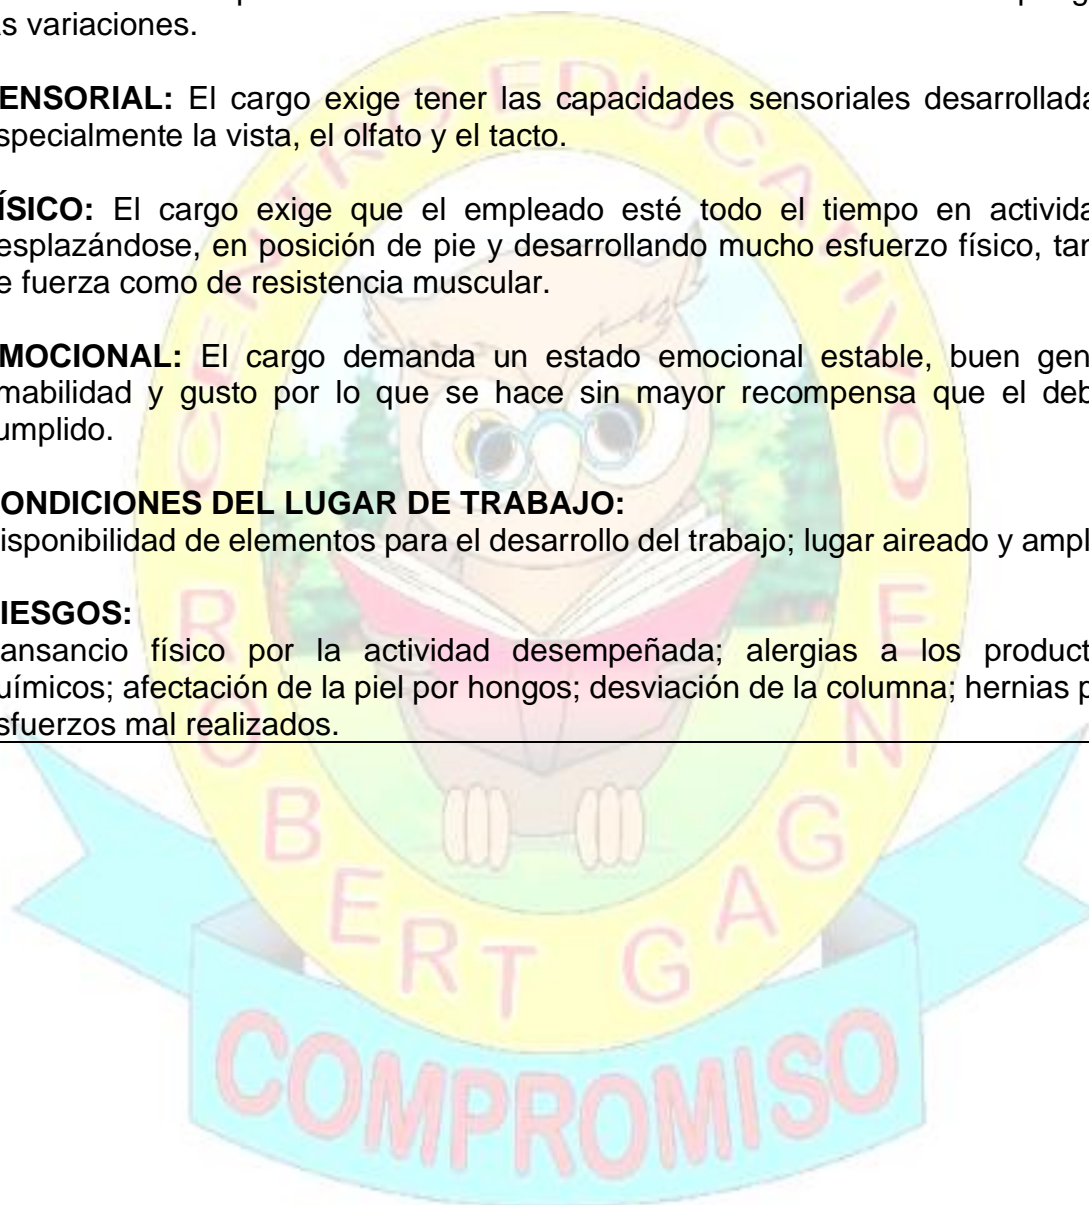 s variaciones.
ENSORIAL: El cargo exige tener las capacidades sensoriales desarrollada
specialmente la vista, el olfato y el tacto.
ÍSICO: El cargo exige que el empleado esté todo el tiempo en activida
esplazándose, en posición de pie y desarrollando mucho esfuerzo físico, tan
e fuerza como de resistencia muscular.
MOCIONAL: El cargo demanda un estado emocional estable, buen gen
mabilidad y gusto por lo que se hace sin mayor recompensa que el deb
umplido.
ONDICIONES DEL LUGAR DE TRABAJO:
isponibilidad de elementos para el desarrollo del trabajo; lugar aireado y ampl
IESGOS:
ansancio físico por la actividad desempeñada; alergias a los product
uímicos; afectación de la piel por hongos; desviación de la columna; hernias p
sfuerzos mal realizados.
CENTRO EDUCATIVO
ROBERT GAGNE
COMPROMISO